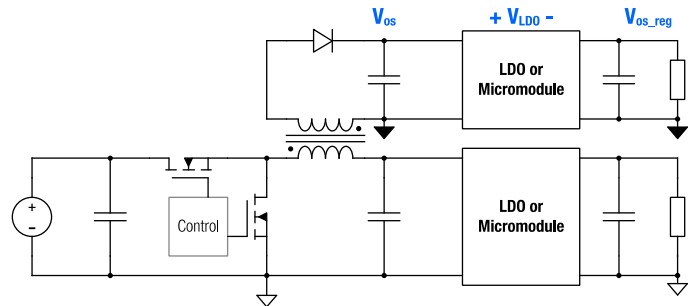 Vos
+ VLDO -
Vos_reg
LDO or
Micromodule
+
-
Control
LDO or
Micromodule